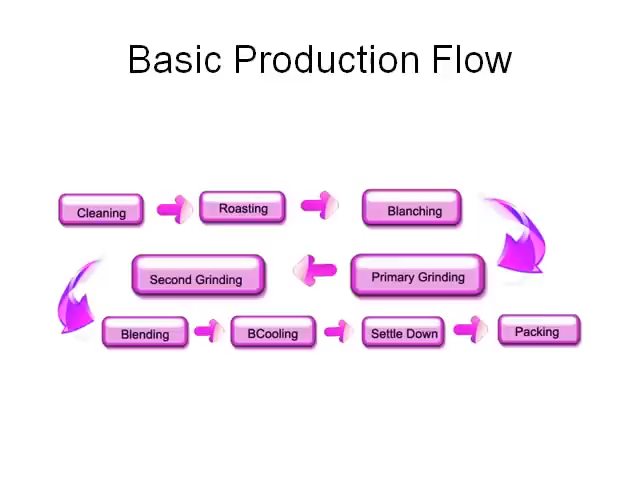 Basic Production Flow
Cleaning
Roasting
Blanching
Primary Grinding
Second Grinding
Blending
BCooling
Settle Down
Packing